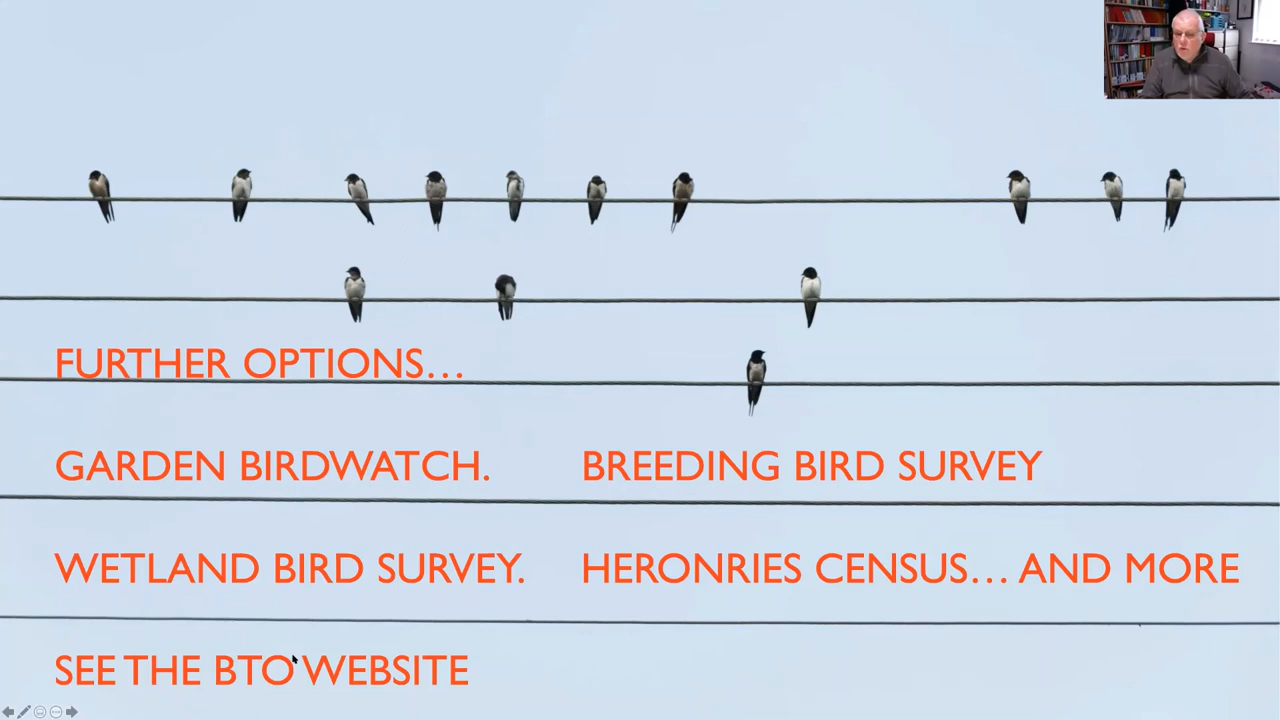 FURTHER OPTIONS…
GARDEN BIRDWATCH. BREEDING BIRD SURVEY
WETLAND BIRD SURVEY. HERONRIES CENSUS… AND MORE
SEE THE BTO WEBSITE